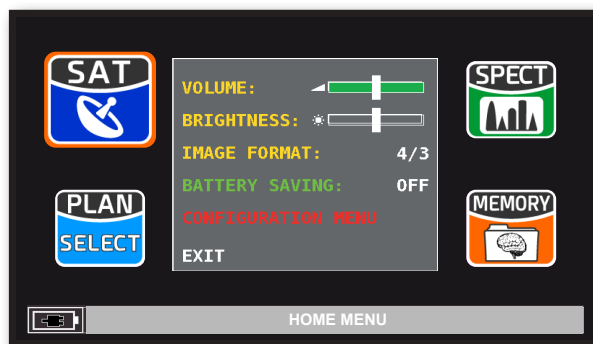 SAT
VOLUME:
BRIGHTNESS:
IMAGE FORMAT: 4/3
BATTERY SAVING: OFF
CONFIGURATION MENU
EXIT
SPECT
PLAN
SELECT
MEMORY
HOME MENU